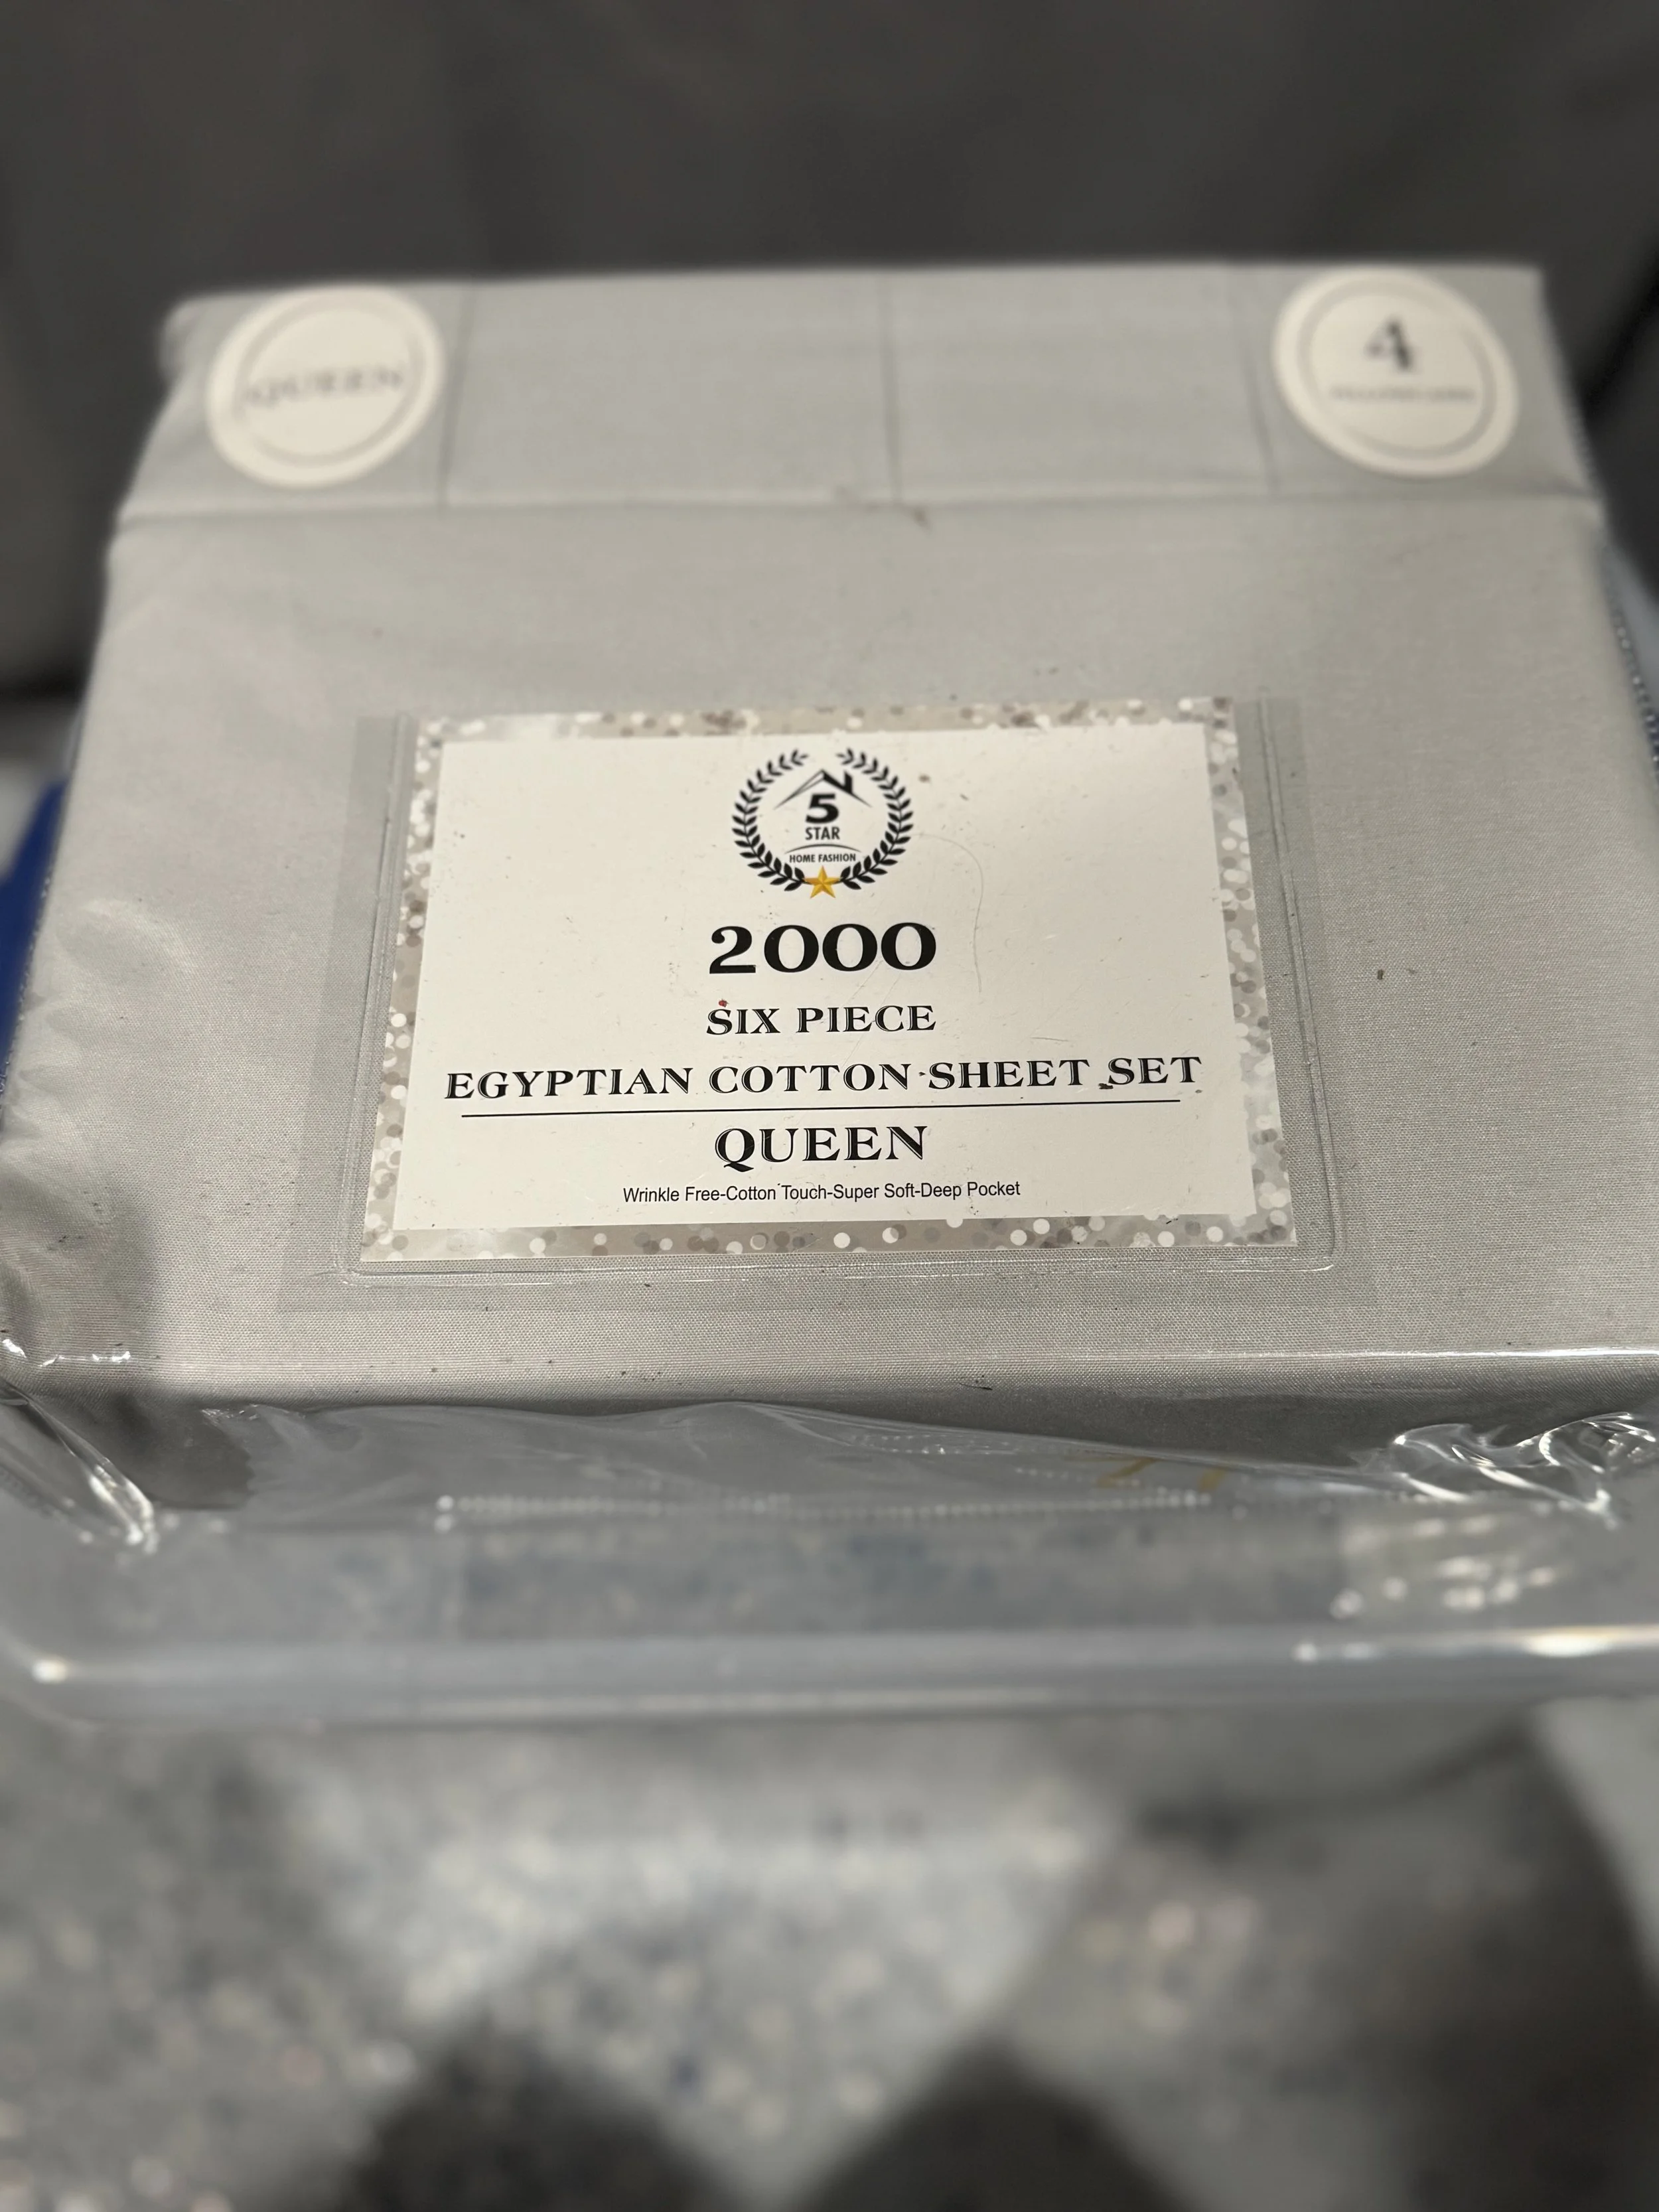 QUEEN
4
5
STAR
HOME FASHION
2000
SIX PIECE
EGYPTIAN COTTON SHEET SET
QUEEN
Wrinkle Free-Cotton Touch-Super Soft-Deep Pocket